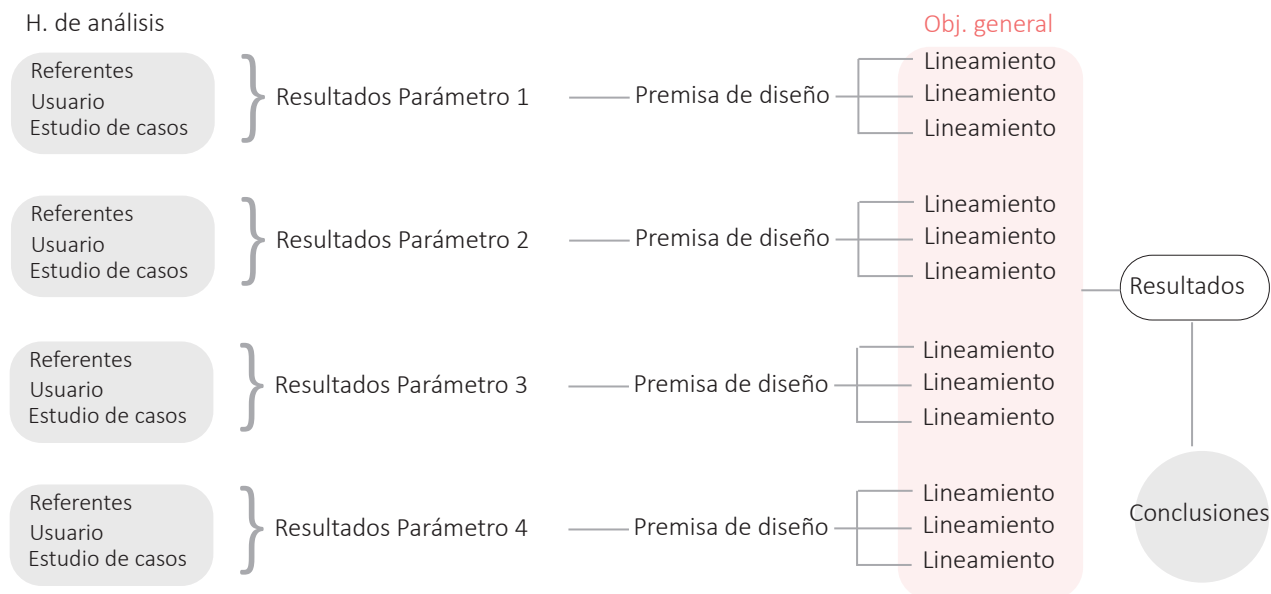 H. de análisis
Obj. general
Referentes
Usuario
Estudio de casos
Resultados Parámetro 1
Premisa de diseño
Lineamiento
Lineamiento
Lineamiento
Referentes
Usuario
Estudio de casos
Resultados Parámetro 2
Premisa de diseño
Lineamiento
Lineamiento
Lineamiento
Referentes
Usuario
Estudio de casos
Resultados Parámetro 3
Premisa de diseño
Lineamiento
Lineamiento
Lineamiento
Referentes
Usuario
Estudio de casos
Resultados Parámetro 4
Premisa de diseño
Lineamiento
Lineamiento
Lineamiento
Resultados
Conclusiones